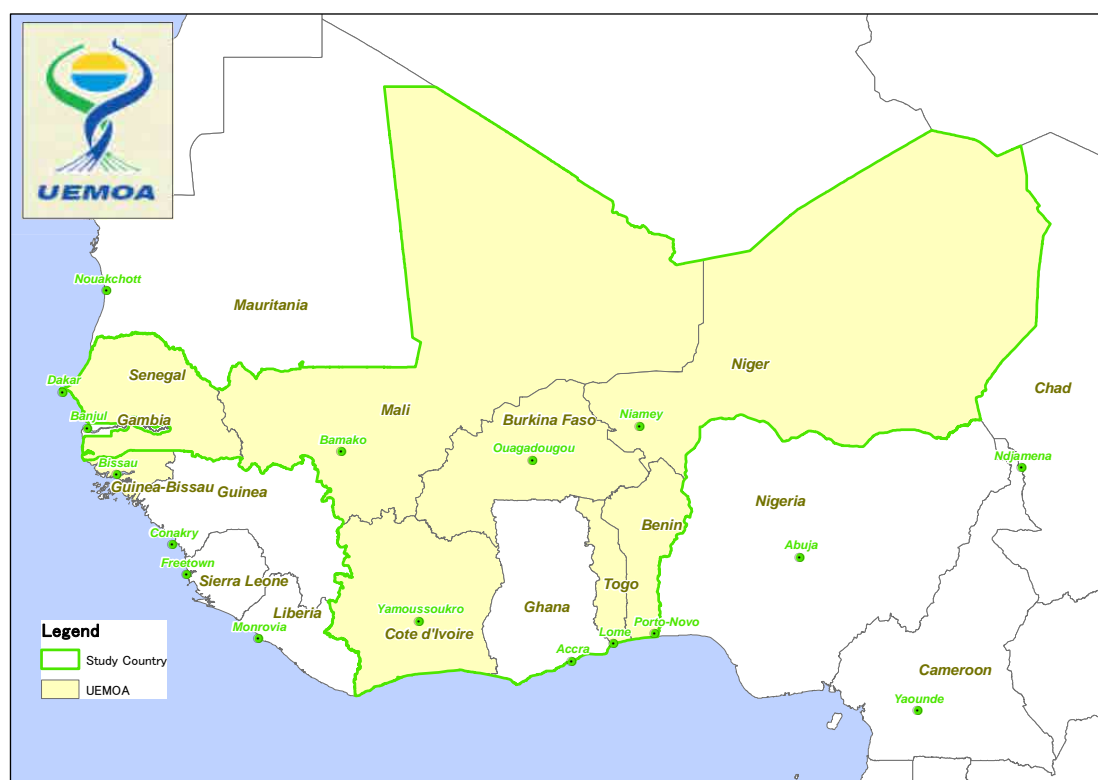 UEMOA
Nouakchott
Mauritania
Niger
Dakar
Senegal
Chad
Banjul
Gambia
Mali
Burkina Faso
Niamey
Bamako
Ouagadougou
Bissau
Ndjamena
Guinea-Bissau
Guinea
Nigeria
Benin
Conakry
Abuja
Freetown
Sierra Leone
Togo
Ghana
Liberia
Yamoussoukro
Legend
Monrovia
Cote d'Ivoire
Lome
Porto-Novo
Study Country
Accra
Cameroon
UEMOA
Yaounde